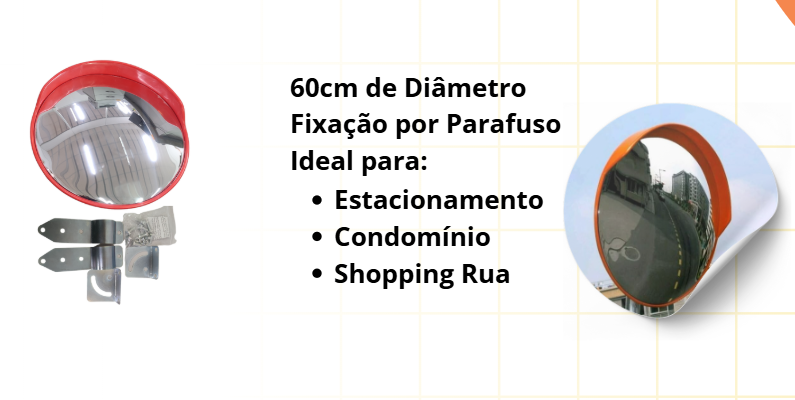 60cm de Diâmetro
Fixação por Parafuso
Ideal para:
• Estacionamento
• Condomínio
• Shopping Rua